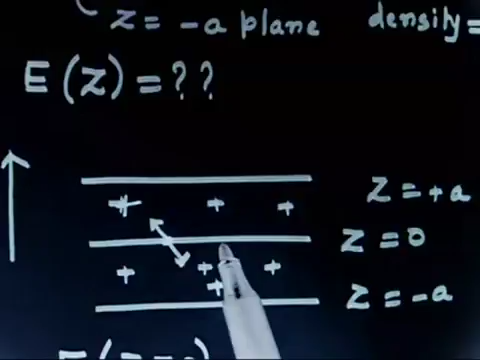 z = -a plane density =
E(z) = ??
+ + +
z = +a
z = 0
+ + + +
z = -a